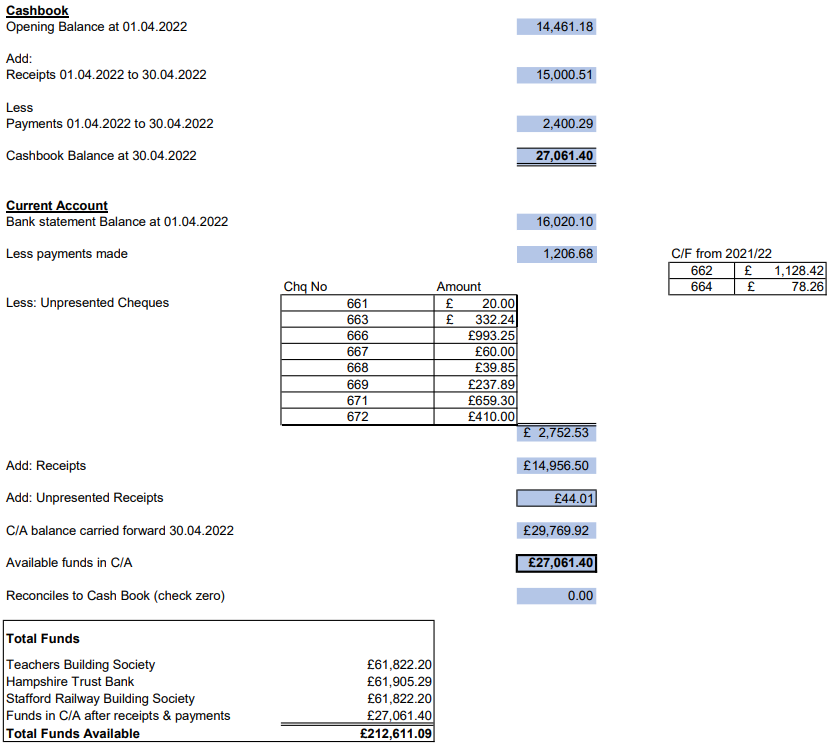 Cashbook
Opening Balance at 01.04.2022 14,461.18
Add:
Receipts 01.04.2022 to 30.04.2022 15,000.51
Less
Payments 01.04.2022 to 30.04.2022 2,400.29
Cashbook Balance at 30.04.2022 27,061.40
Current Account
Bank statement Balance at 01.04.2022 16,020.10
Less payments made 1,206.68 C/F from 2021/22
662 £ 1,128.42
Chq No Amount 664 £ 78.26
Less: Unpresented Cheques 661 £ 20.00
663 £ 332.24
666 £993.25
667 £60.00
668 £39.85
669 £237.89
671 £659.30
672 £410.00
£ 2,752.53
Add: Receipts £14,956.50
Add: Unpresented Receipts £44.01
C/A balance carried forward 30.04.2022 £29,769.92
Available funds in C/A £27,061.40
Reconciles to Cash Book (check zero) 0.00
Total Funds
Teachers Building Society £61,822.20
Hampshire Trust Bank £61,905.29
Stafford Railway Building Society £61,822.20
Funds in C/A after receipts & payments £27,061.40
Total Funds Available £212,611.09